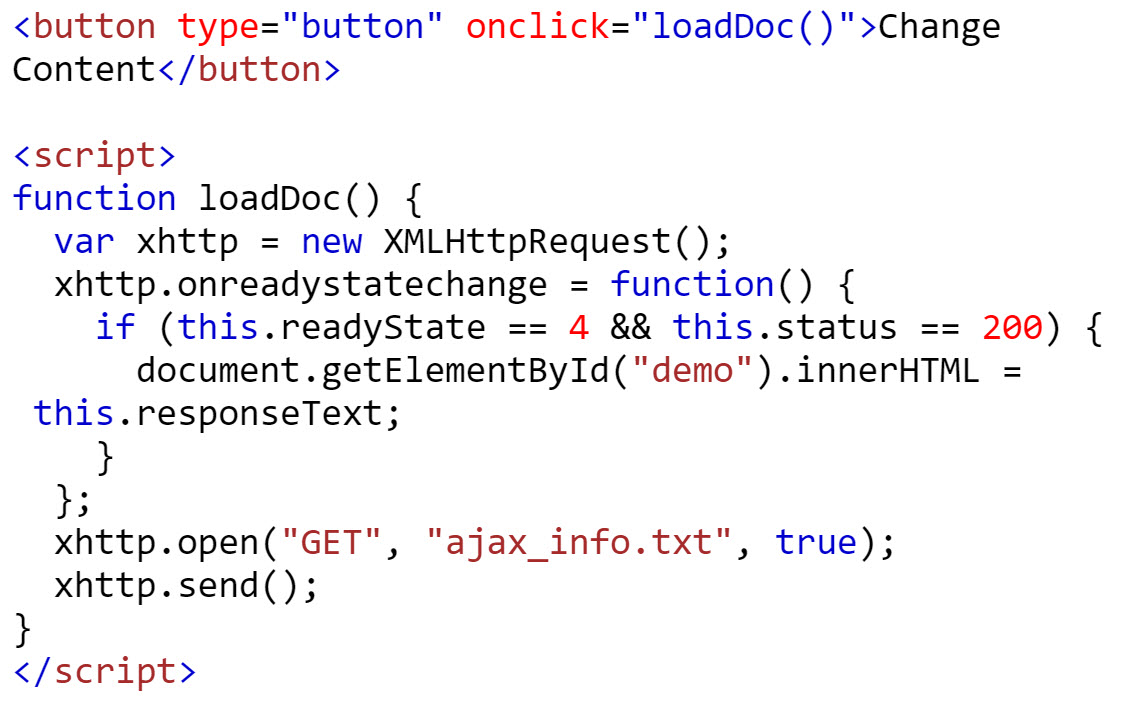 <button type="button" onclick="loadDoc()">Change
Content</button>

<script>
function loadDoc() {
  var xhttp = new XMLHttpRequest();
  xhttp.onreadystatechange = function() {
    if (this.readyState == 4 && this.status == 200) {
      document.getElementById("demo").innerHTML =
 this.responseText;
    }
  };
  xhttp.open("GET", "ajax_info.txt", true);
  xhttp.send();
}
</script>